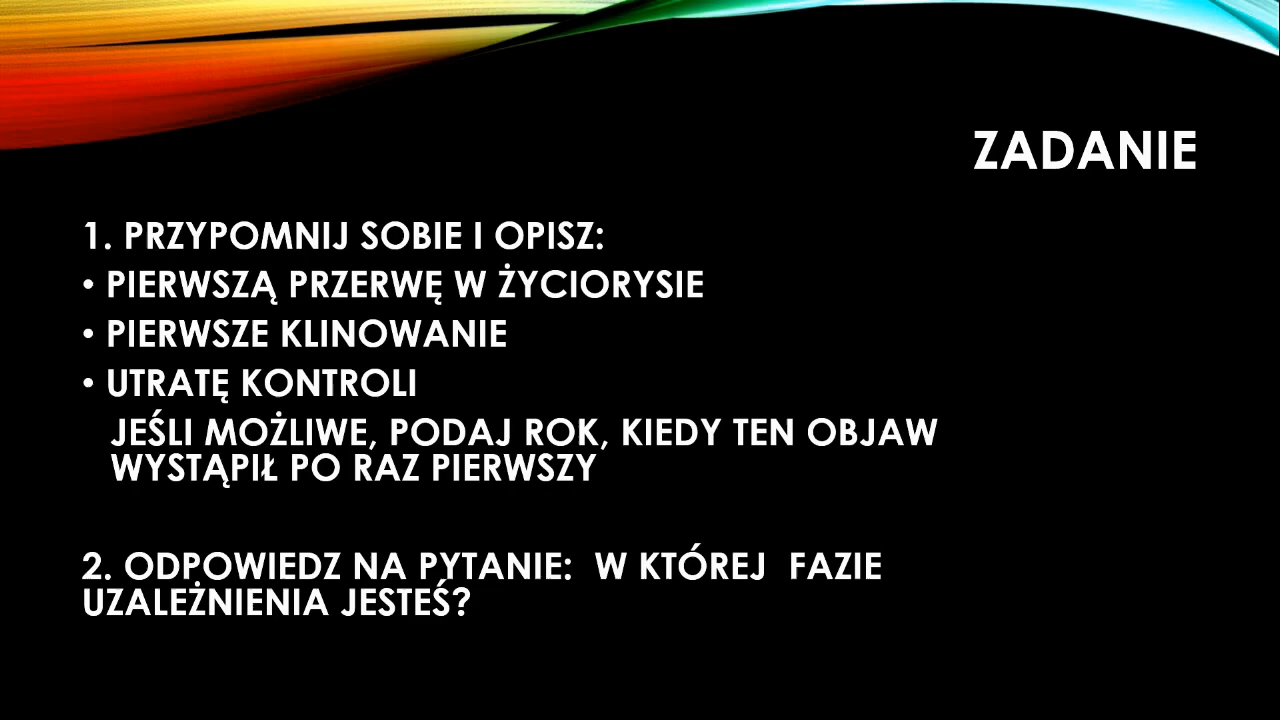 ZADANIE
1. PRZYPOMNIJ SOBIE I OPISZ:
• PIERWSZĄ PRZERWĘ W ŻYCIORYSIE
• PIERWSZE KLINOWANIE
• UTRATĘ KONTROLI
JEŚLI MOŻLIWE, PODAJ ROK, KIEDY TEN OBJAW
WYSTĄPIŁ PO RAZ PIERWSZY
2. ODPOWIEDZ NA PYTANIE: W KTÓREJ FAZIE
UZALEŻNIENIA JESTEŚ?